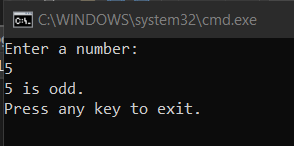 C:\WINDOWS\system32\cmd.exe
Enter a number:
5
5 is odd.
Press any key to exit.